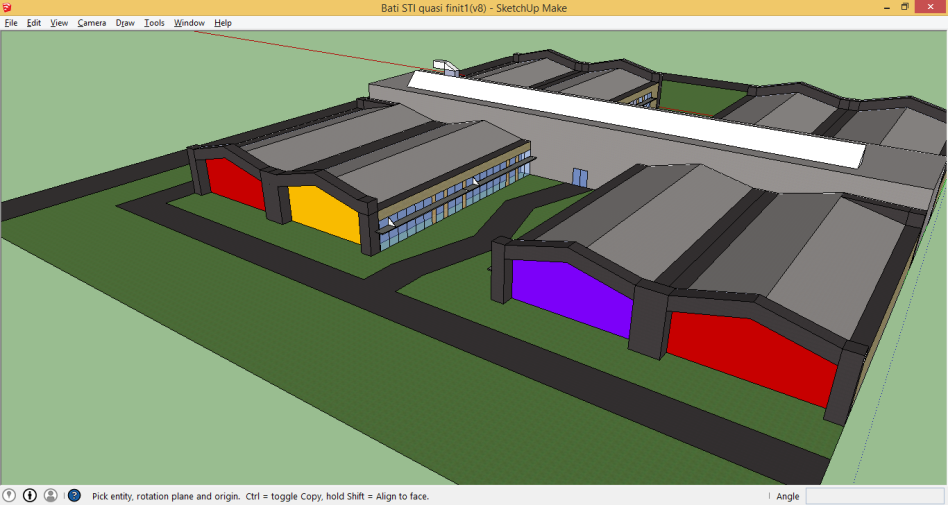 Bati STI quasi finit1(v8) - SketchUp Make
File Edit View Camera Draw Tools Window Help
Pick entity, rotation plane and origin. Ctrl = toggle Copy, hold Shift = Align to face. Angle